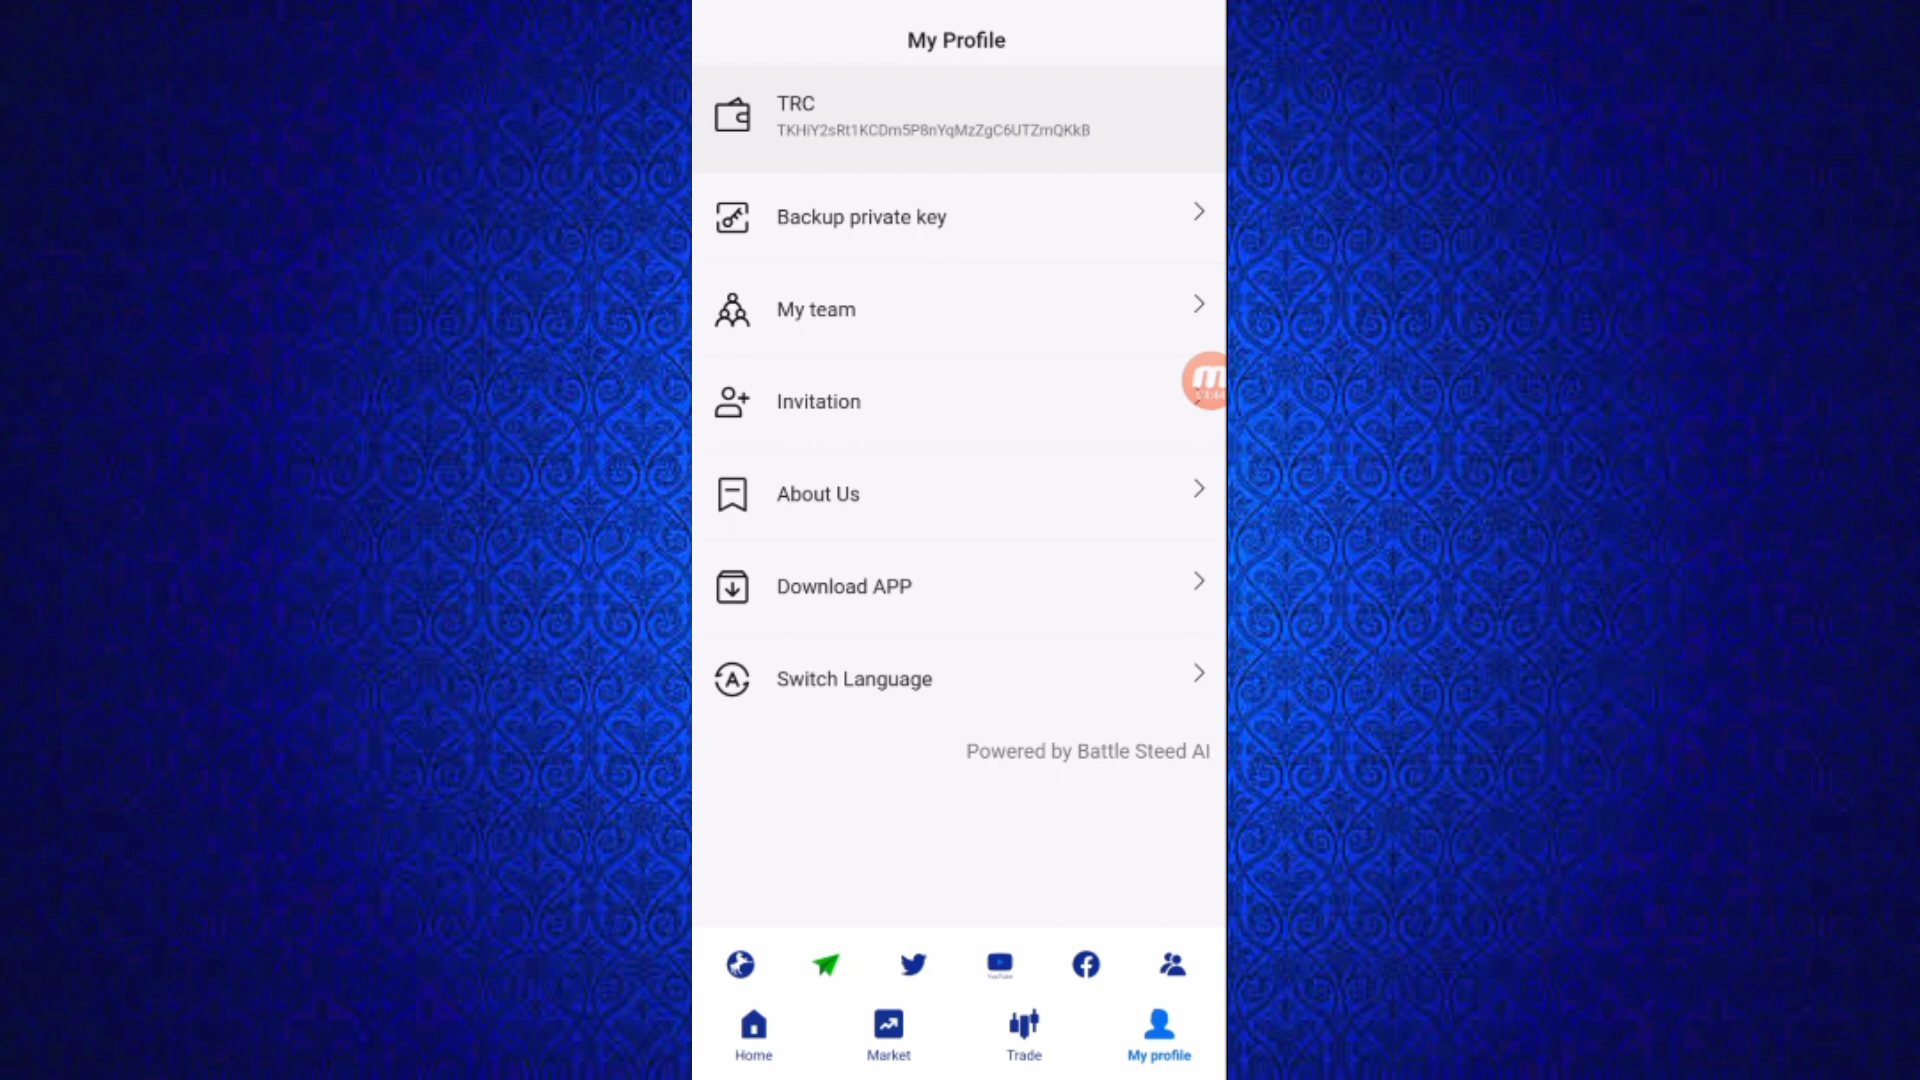 My Profile
TRC
TKHiY2sRt1KCDm5P8nYqMzZgC6UTZmQKkB
Backup private key
My team
Invitation
About Us
Download APP
Switch Language
Powered by Battle Steed AI
YouTube
Home
Market
Trade
My profile